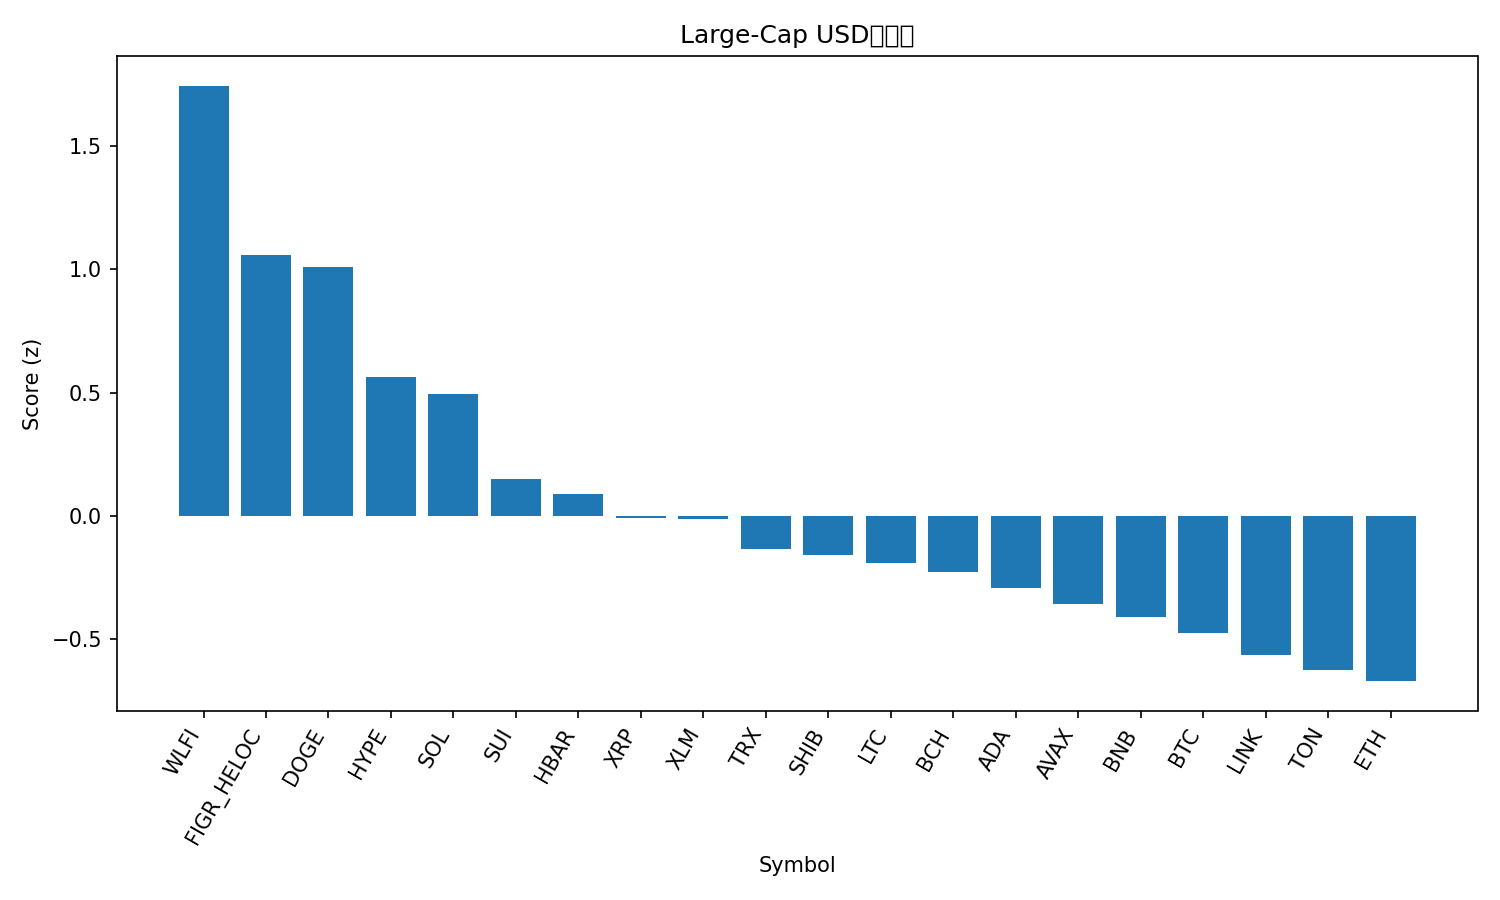 Large-Cap USD
Score (z)
1.5
1.0
0.5
0.0
−0.5
WLFI
FIGR_HELOC
DOGE
HYPE
SOL
SUI
HBAR
XRP
XLM
TRX
SHIB
LTC
BCH
ADA
AVAX
BNB
BTC
LINK
TON
ETH
Symbol